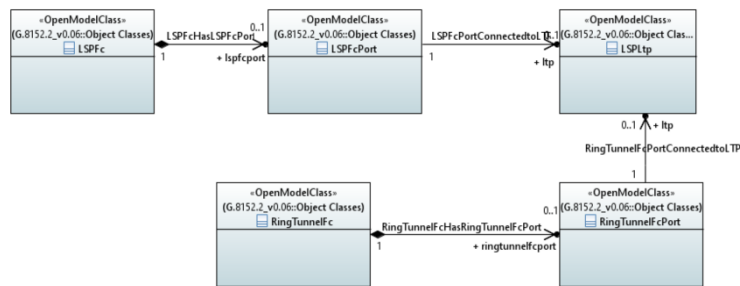 «OpenModelClass»
(G.8152.2_v0.06::Object Classes)
LSPFc
LSPFcHasLSPFcPort
0..1
1
+ lspfcport
«OpenModelClass»
(G.8152.2_v0.06::Object Classes)
LSPFcPort
LSPFcPortConnectedtoLTP
0..1
1
+ ltp
«OpenModelClass»
(G.8152.2_v0.06::Object Clas...
LSPLtp
0..1
+ ltp
RingTunnelFcPortConnectedtoLTP
1
«OpenModelClass»
(G.8152.2_v0.06::Object Classes)
RingTunnelFc
RingTunnelFcHasRingTunnelFcPort
0..1
1
+ ringtunnelfcport
«OpenModelClass»
(G.8152.2_v0.06::Object Classes)
RingTunnelFcPort